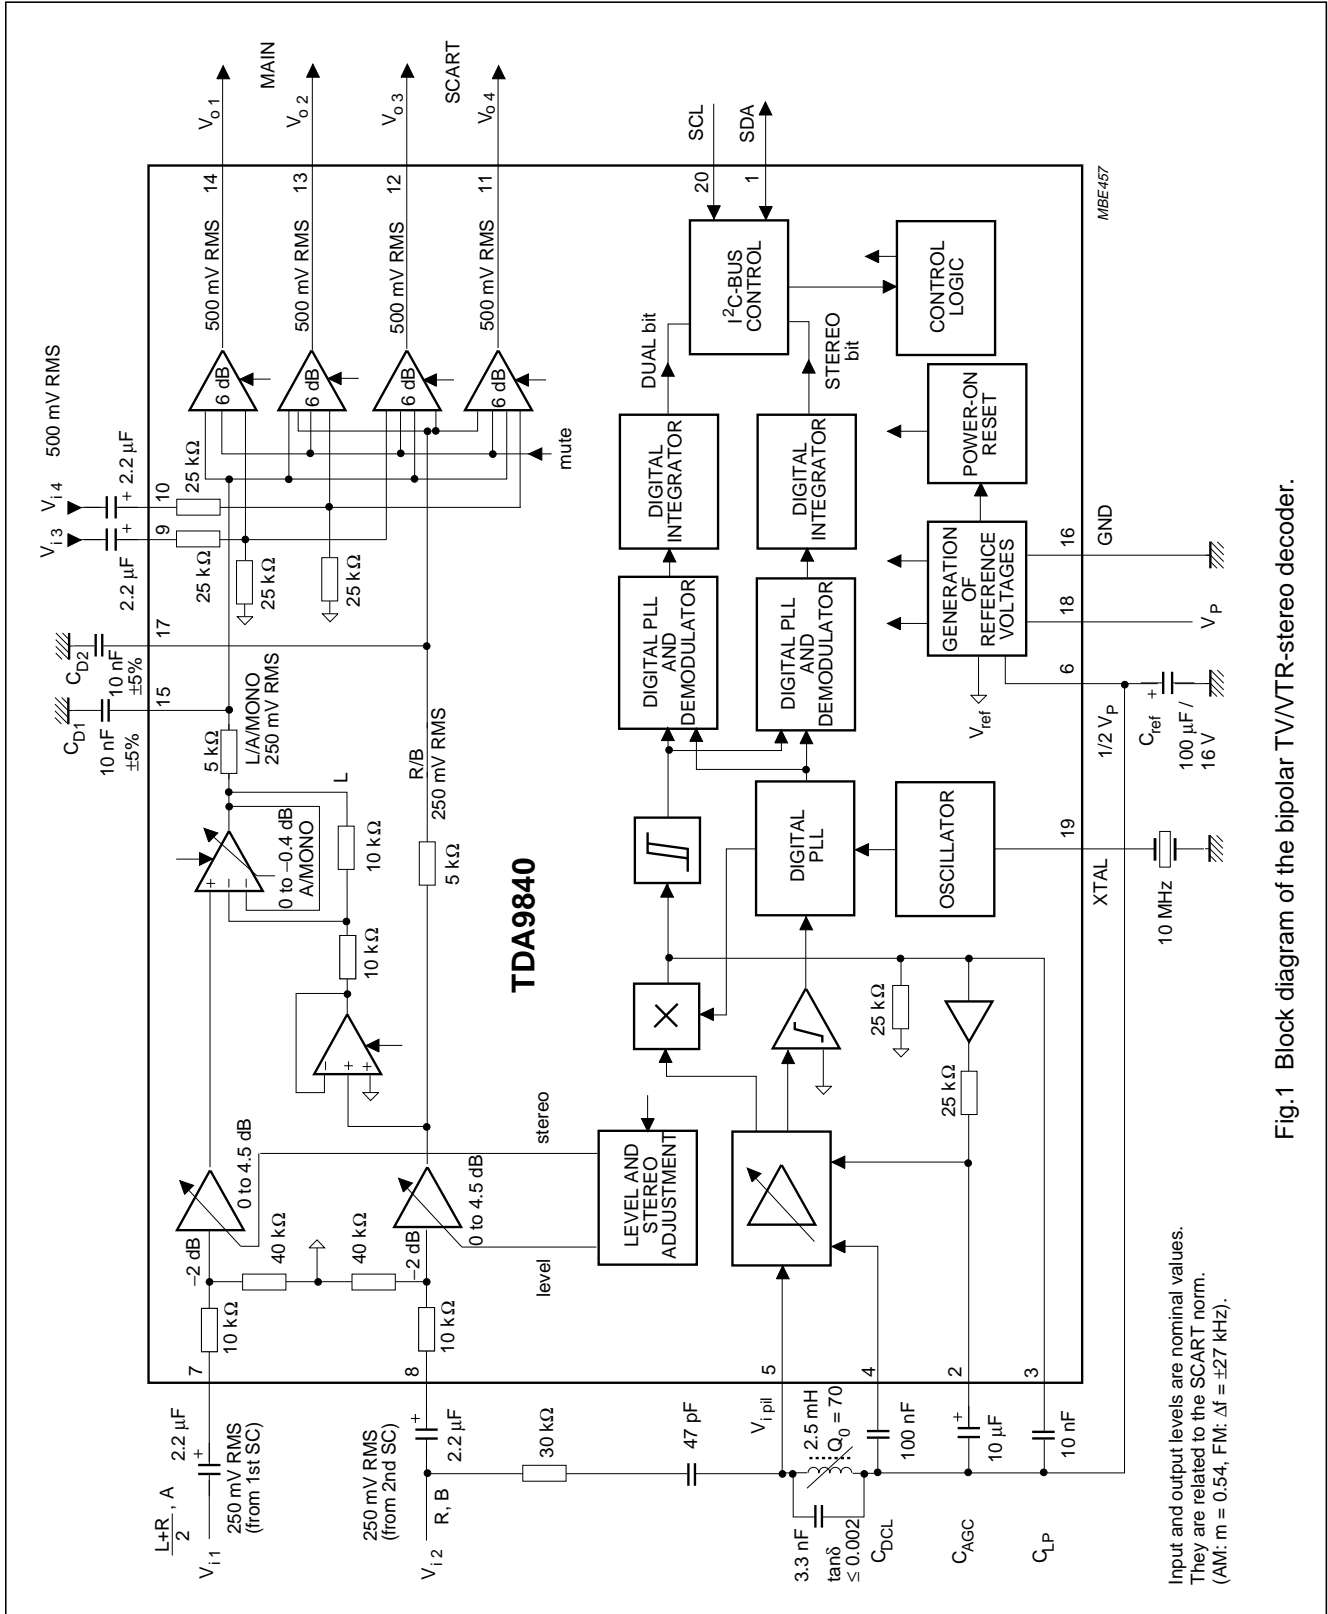 L+R
2
, A
V i 1
250 mV RMS
(from 1st SC)
2.2 µF
+
7
10 kΩ
−2 dB
40 kΩ
40 kΩ
0 to 4.5 dB
stereo
V i 2
R, B
250 mV RMS
(from 2nd SC)
2.2 µF
+
8
10 kΩ
−2 dB
0 to 4.5 dB
level
LEVEL AND
STEREO
ADJUSTMENT
−
+
+
10 kΩ
10 kΩ
L
+
−
−
0 to −0.4 dB
A/MONO
5 kΩ
L/A/MONO
250 mV RMS
5 kΩ
R/B
250 mV RMS
TDA9840
CD1
10 nF
±5%
15
CD2
10 nF
±5%
17
V i 3
2.2 µF
+
9
25 kΩ
25 kΩ
V i 4
2.2 µF
+
10
25 kΩ
25 kΩ
500 mV RMS
mute
6 dB
500 mV RMS
14
V o 1
6 dB
500 mV RMS
13
V o 2
MAIN
6 dB
500 mV RMS
12
V o 3
6 dB
500 mV RMS
11
V o 4
SCART
30 kΩ
47 pF
V i pil
5
3.3 nF
tanδ
≤ 0.002
2.5 mH
Q0 = 70
CDCL
100 nF
4
CAGC
10 µF
+
2
CLP
10 nF
3
25 kΩ
25 kΩ
DIGITAL
PLL
OSCILLATOR
XTAL
19
10 MHz
DIGITAL PLL
AND
DEMODULATOR
DIGITAL PLL
AND
DEMODULATOR
DIGITAL
INTEGRATOR
DIGITAL
INTEGRATOR
DUAL bit
STEREO
bit
I2C-BUS
CONTROL
20
SCL
1
SDA
CONTROL
LOGIC
POWER-ON
RESET
GENERATION
OF
REFERENCE
VOLTAGES
Vref
6
1/2 VP
Cref
+
100 µF /
16 V
18
VP
16
GND
MBE457
Input and output levels are nominal values.
They are related to the SCART norm.
(AM: m = 0.54, FM: ∆f = ±27 kHz).
Fig.1 Block diagram of the bipolar TV/VTR-stereo decoder.